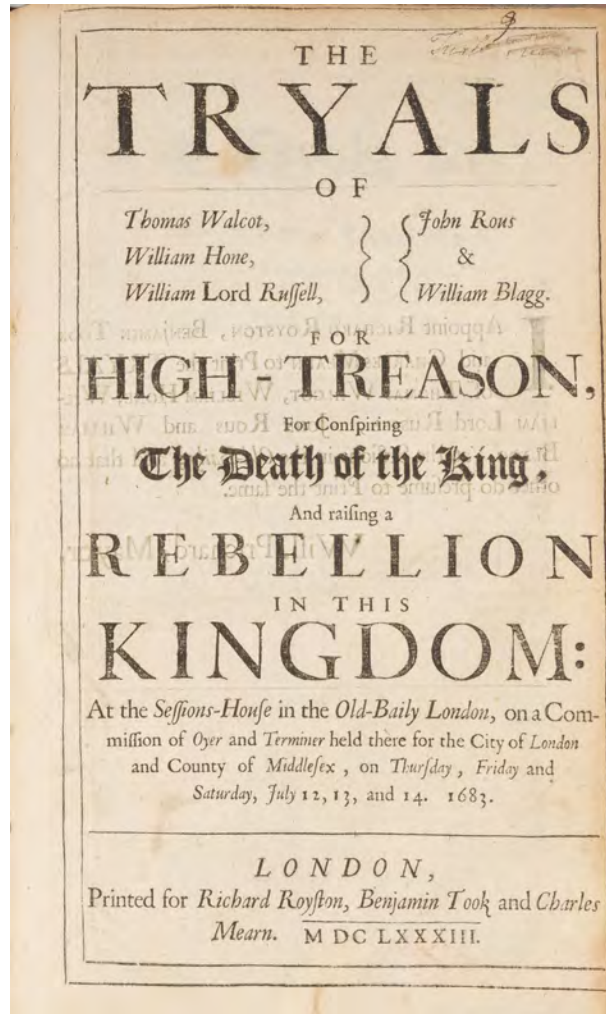 9
THE
TRYALS
OF
Thomas Walcot, John Rous
William Hone, &
William Lord Ruſſell, William Blagg.
FOR
HIGH-TREASON,
For Conſpiring
The Death of the King,
And raiſing a
REBELLION
IN THIS
KINGDOM:
At the Seſſions-Houſe in the Old-Baily London, on a Com-
miſſion of Oyer and Terminer held there for the City of London
and County of Middleſex, on Thurſday, Friday and
Saturday, July 12, 13, and 14. 1683.
LONDON,
Printed for Richard Royſton, Benjamin Took and Charles
Mearn. M DC LXXXIII.